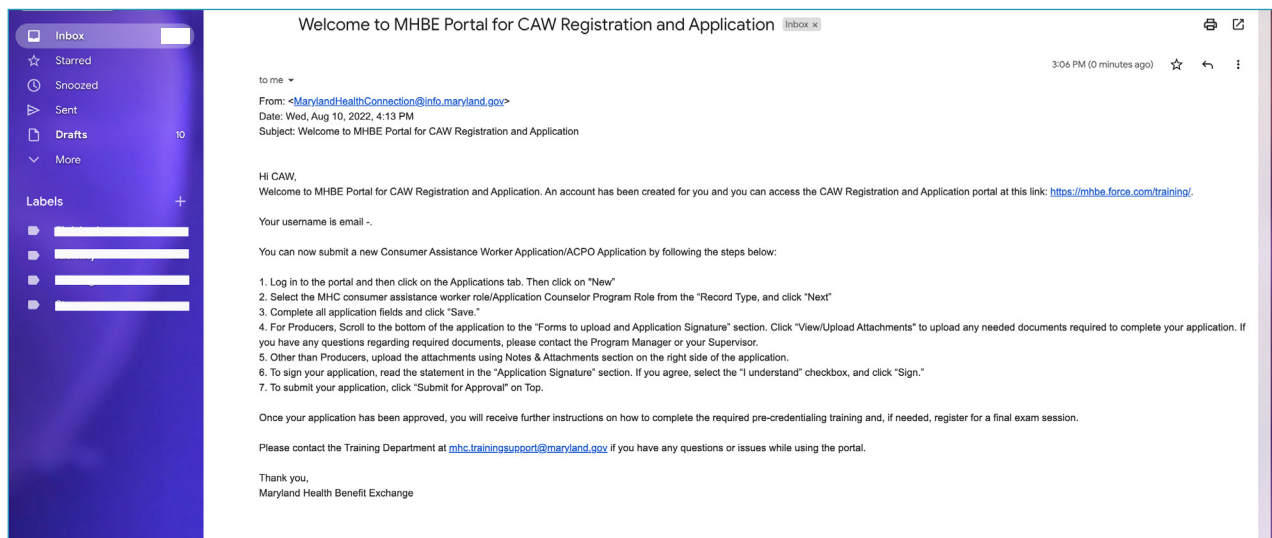 Welcome to MHBE Portal for CAW Registration and Application Inbox ×
Inbox
Starred
Snoozed
Sent
Drafts 10
More
Labels +
3:06 PM (0 minutes ago)
to me
From: <MarylandHealthConnection@info.maryland.gov>
Date: Wed, Aug 10, 2022, 4:13 PM
Subject: Welcome to MHBE Portal for CAW Registration and Application
Hi CAW,
Welcome to MHBE Portal for CAW Registration and Application. An account has been created for you and you can access the CAW Registration and Application portal at this link: https://mhbe.force.com/training/.
Your username is email -.
You can now submit a new Consumer Assistance Worker Application/ACPO Application by following the steps below:
1. Log in to the portal and then click on the Applications tab. Then click on "New"
2. Select the MHC consumer assistance worker role/Application Counselor Program Role from the “Record Type, and click “Next”
3. Complete all application fields and click “Save.”
4. For Producers, Scroll to the bottom of the application to the “Forms to upload and Application Signature” section. Click “View/Upload Attachments” to upload any needed documents required to complete your application. If
you have any questions regarding required documents, please contact the Program Manager or your Supervisor.
5. Other than Producers, upload the attachments using Notes & Attachments section on the right side of the application.
6. To sign your application, read the statement in the “Application Signature” section. If you agree, select the “I understand” checkbox, and click “Sign.”
7. To submit your application, click “Submit for Approval” on Top.
Once your application has been approved, you will receive further instructions on how to complete the required pre-credentialing training and, if needed, register for a final exam session.
Please contact the Training Department at mhc.trainingsupport@maryland.gov if you have any questions or issues while using the portal.
Thank you,
Maryland Health Benefit Exchange